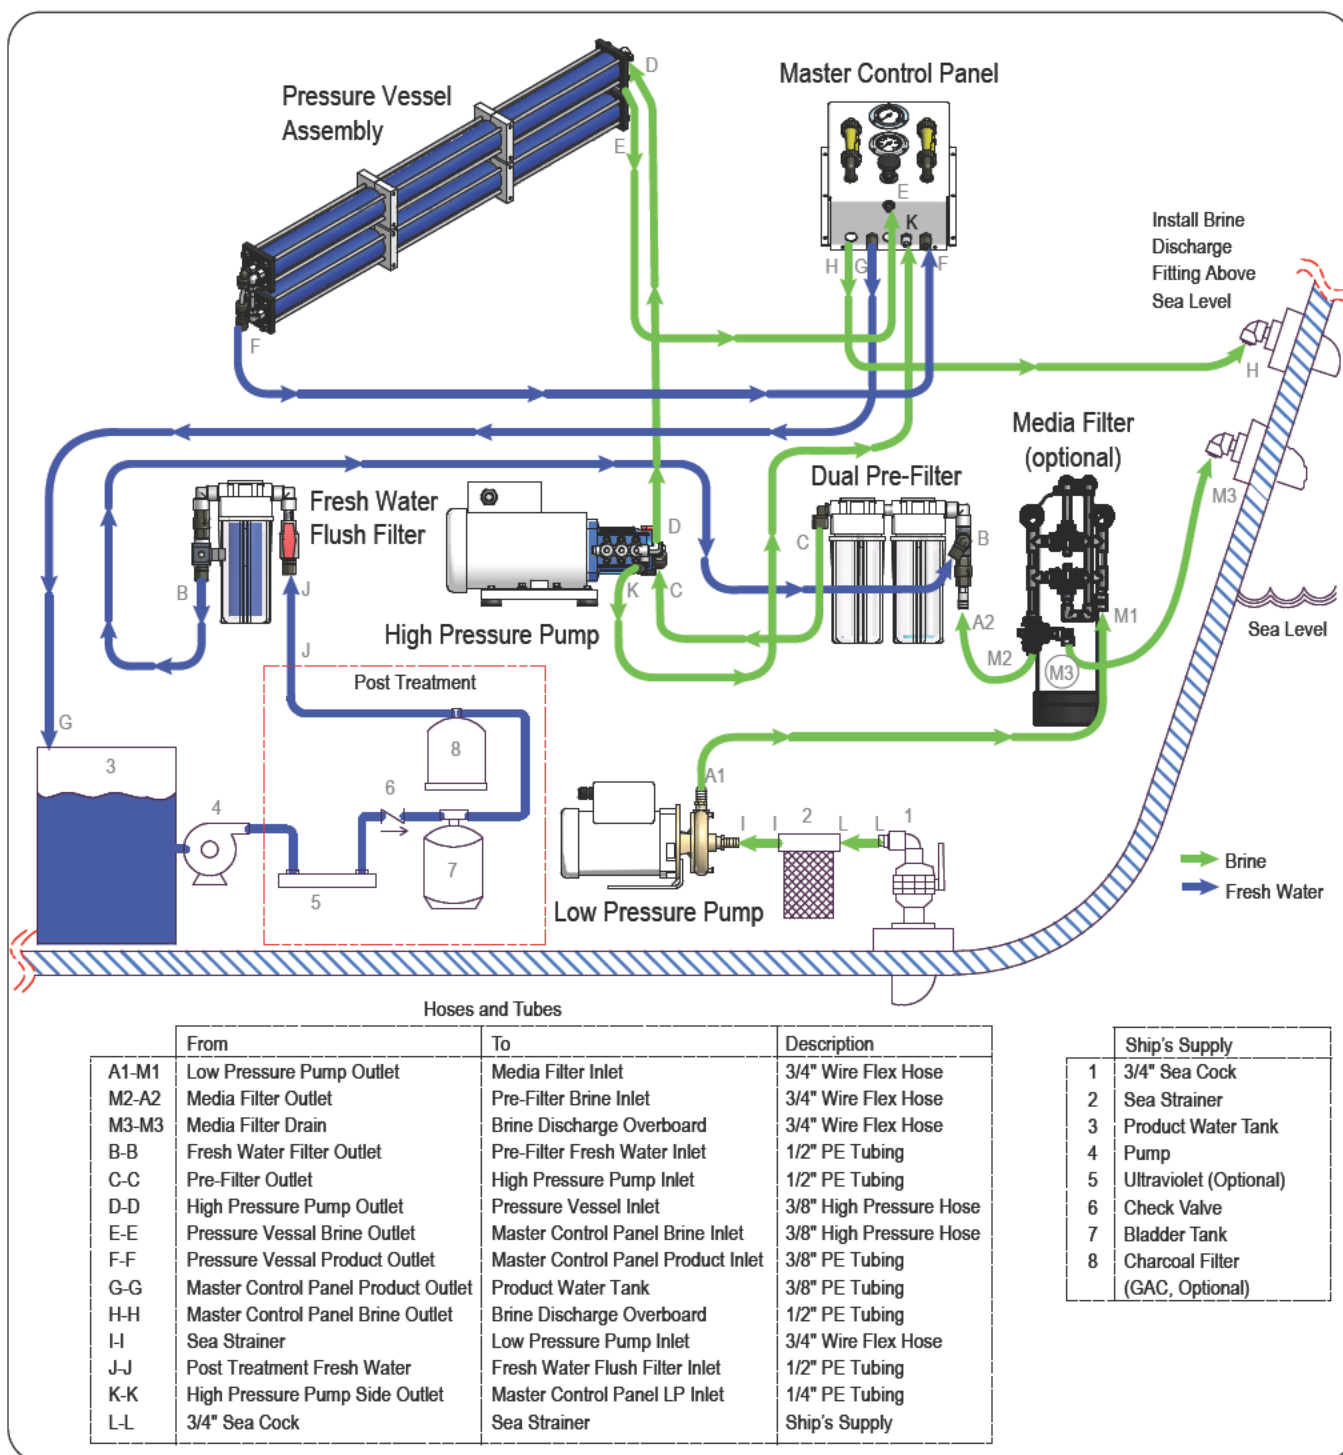 Pressure Vessel
Assembly
D
E
F
Master Control Panel
E
K
H
G
F
Install Brine
Discharge
Fitting Above
Sea Level
H
Media Filter
(optional)
M3
Dual Pre-Filter
C
B
A2
M2
M3
M1
Sea Level
Fresh Water
Flush Filter
B
J
J
D
K
C
High Pressure Pump
Post Treatment
G
3
4
5
6
7
8
A1
I
I
2
L
L
1
Low Pressure Pump
Brine
Fresh Water
Hoses and Tubes
From To Description
A1-M1 Low Pressure Pump Outlet Media Filter Inlet 3/4" Wire Flex Hose
M2-A2 Media Filter Outlet Pre-Filter Brine Inlet 3/4" Wire Flex Hose
M3-M3 Media Filter Drain Brine Discharge Overboard 3/4" Wire Flex Hose
B-B Fresh Water Filter Outlet Pre-Filter Fresh Water Inlet 1/2" PE Tubing
C-C Pre-Filter Outlet High Pressure Pump Inlet 1/2" PE Tubing
D-D High Pressure Pump Outlet Pressure Vessel Inlet 3/8" High Pressure Hose
E-E Pressure Vessal Brine Outlet Master Control Panel Brine Inlet 3/8" High Pressure Hose
F-F Pressure Vessal Product Outlet Master Control Panel Product Inlet 3/8" PE Tubing
G-G Master Control Panel Product Outlet Product Water Tank 3/8" PE Tubing
H-H Master Control Panel Brine Outlet Brine Discharge Overboard 1/2" PE Tubing
I-I Sea Strainer Low Pressure Pump Inlet 3/4" Wire Flex Hose
J-J Post Treatment Fresh Water Fresh Water Flush Filter Inlet 1/2" PE Tubing
K-K High Pressure Pump Side Outlet Master Control Panel LP Inlet 1/4" PE Tubing
L-L 3/4" Sea Cock Sea Strainer Ship's Supply
Ship's Supply
1 3/4" Sea Cock
2 Sea Strainer
3 Product Water Tank
4 Pump
5 Ultraviolet (Optional)
6 Check Valve
7 Bladder Tank
8 Charcoal Filter
(GAC, Optional)